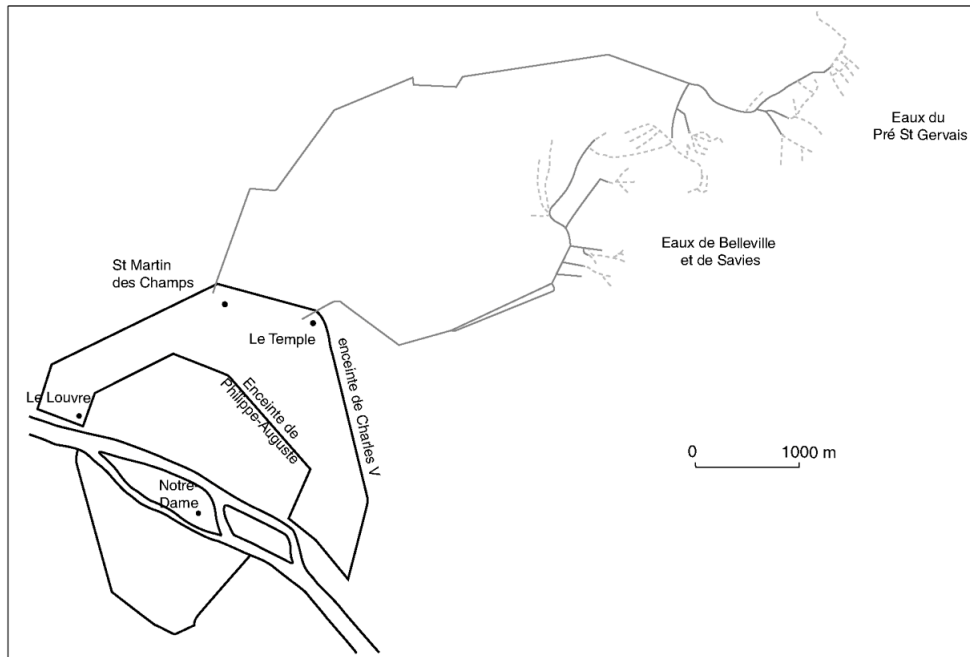 Eaux du
Pré St Gervais
Eaux de Belleville
et de Savies
St Martin
des Champs
Le Temple
enceinte de Charles V
Enceinte de
Philippe-Auguste
Le Louvre
Notre-
Dame
0 1000 m